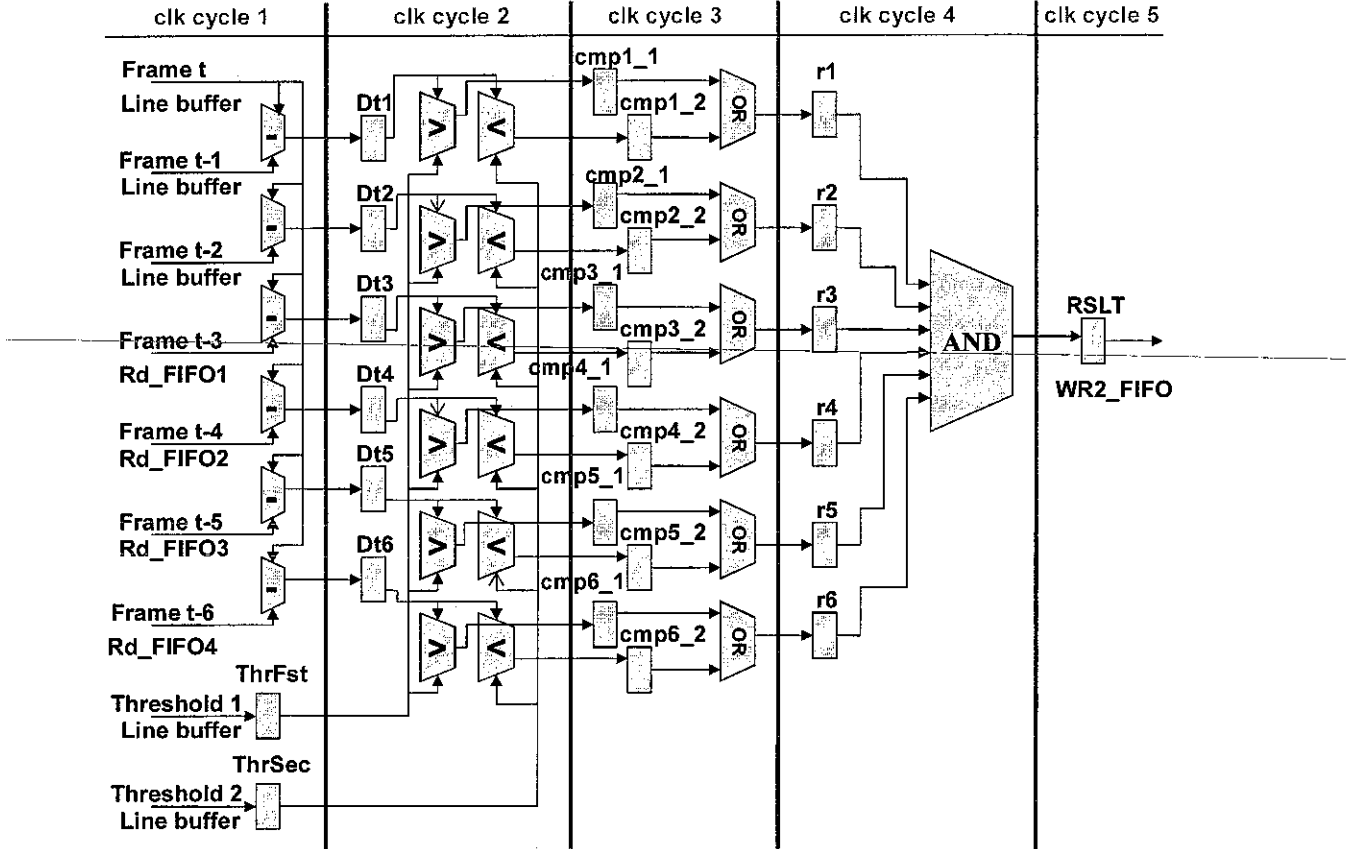 clk cycle 1
clk cycle 2
clk cycle 3
clk cycle 4
clk cycle 5
Frame t
Line buffer
Frame t-1
Line buffer
Frame t-2
Line buffer
Frame t-3
Rd_FIFO1
Frame t-4
Rd_FIFO2
Frame t-5
Rd_FIFO3
Frame t-6
Rd_FIFO4
ThrFst
Threshold 1
Line buffer
ThrSec
Threshold 2
Line buffer
-
-
-
-
-
-
Dt1
Dt2
Dt3
Dt4
Dt5
Dt6
> <
> <
> <
> <
> <
> <
cmp1_1
cmp1_2
cmp2_1
cmp2_2
cmp3_1
cmp3_2
cmp4_1
cmp4_2
cmp5_1
cmp5_2
cmp6_1
cmp6_2
OR
OR
OR
OR
OR
OR
r1
r2
r3
r4
r5
r6
AND
RSLT
WR2_FIFO